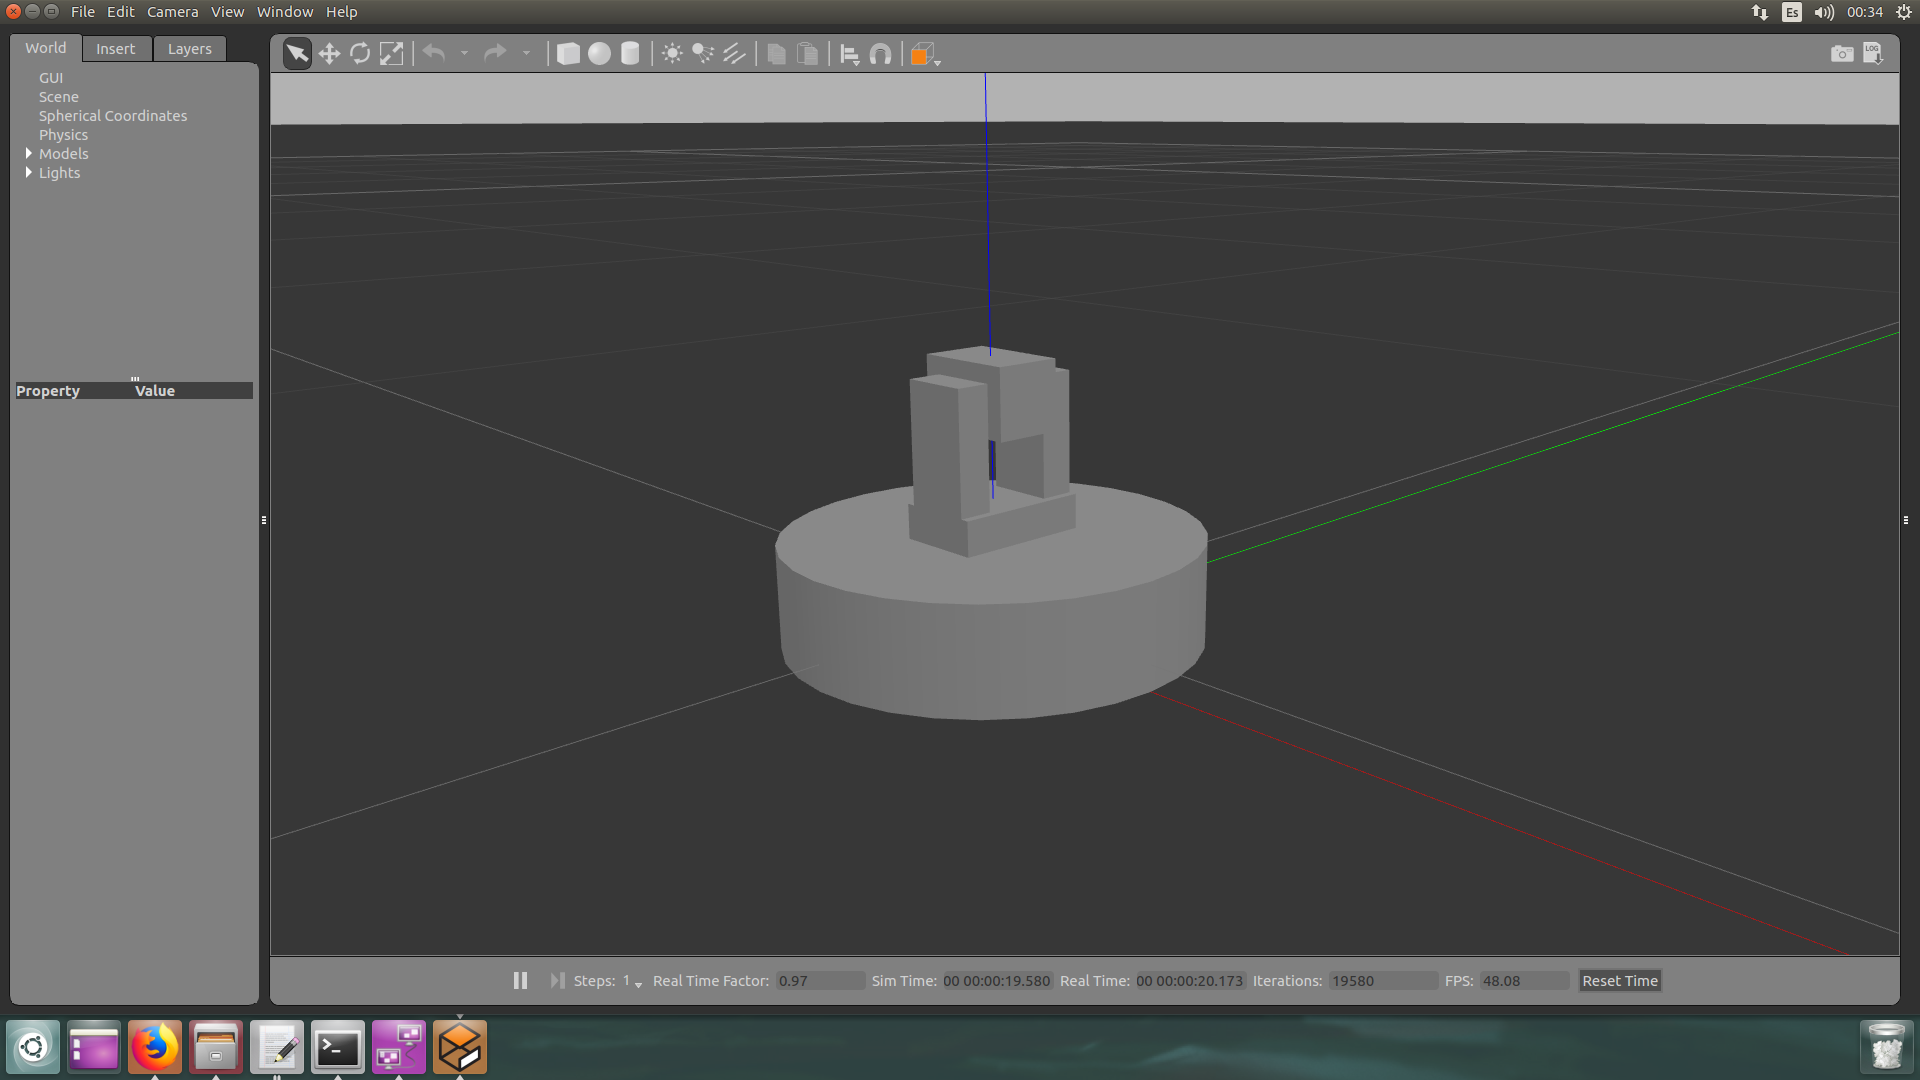 File Edit Camera View Window Help
Es 00:34
World Insert Layers
LOG
GUI
Scene
Spherical Coordinates
Physics
Models
Lights
Property Value
Steps: 1 Real Time Factor: 0.97 Sim Time: 00 00:00:19.580 Real Time: 00 00:00:20.173 Iterations: 19580 FPS: 48.08 Reset Time